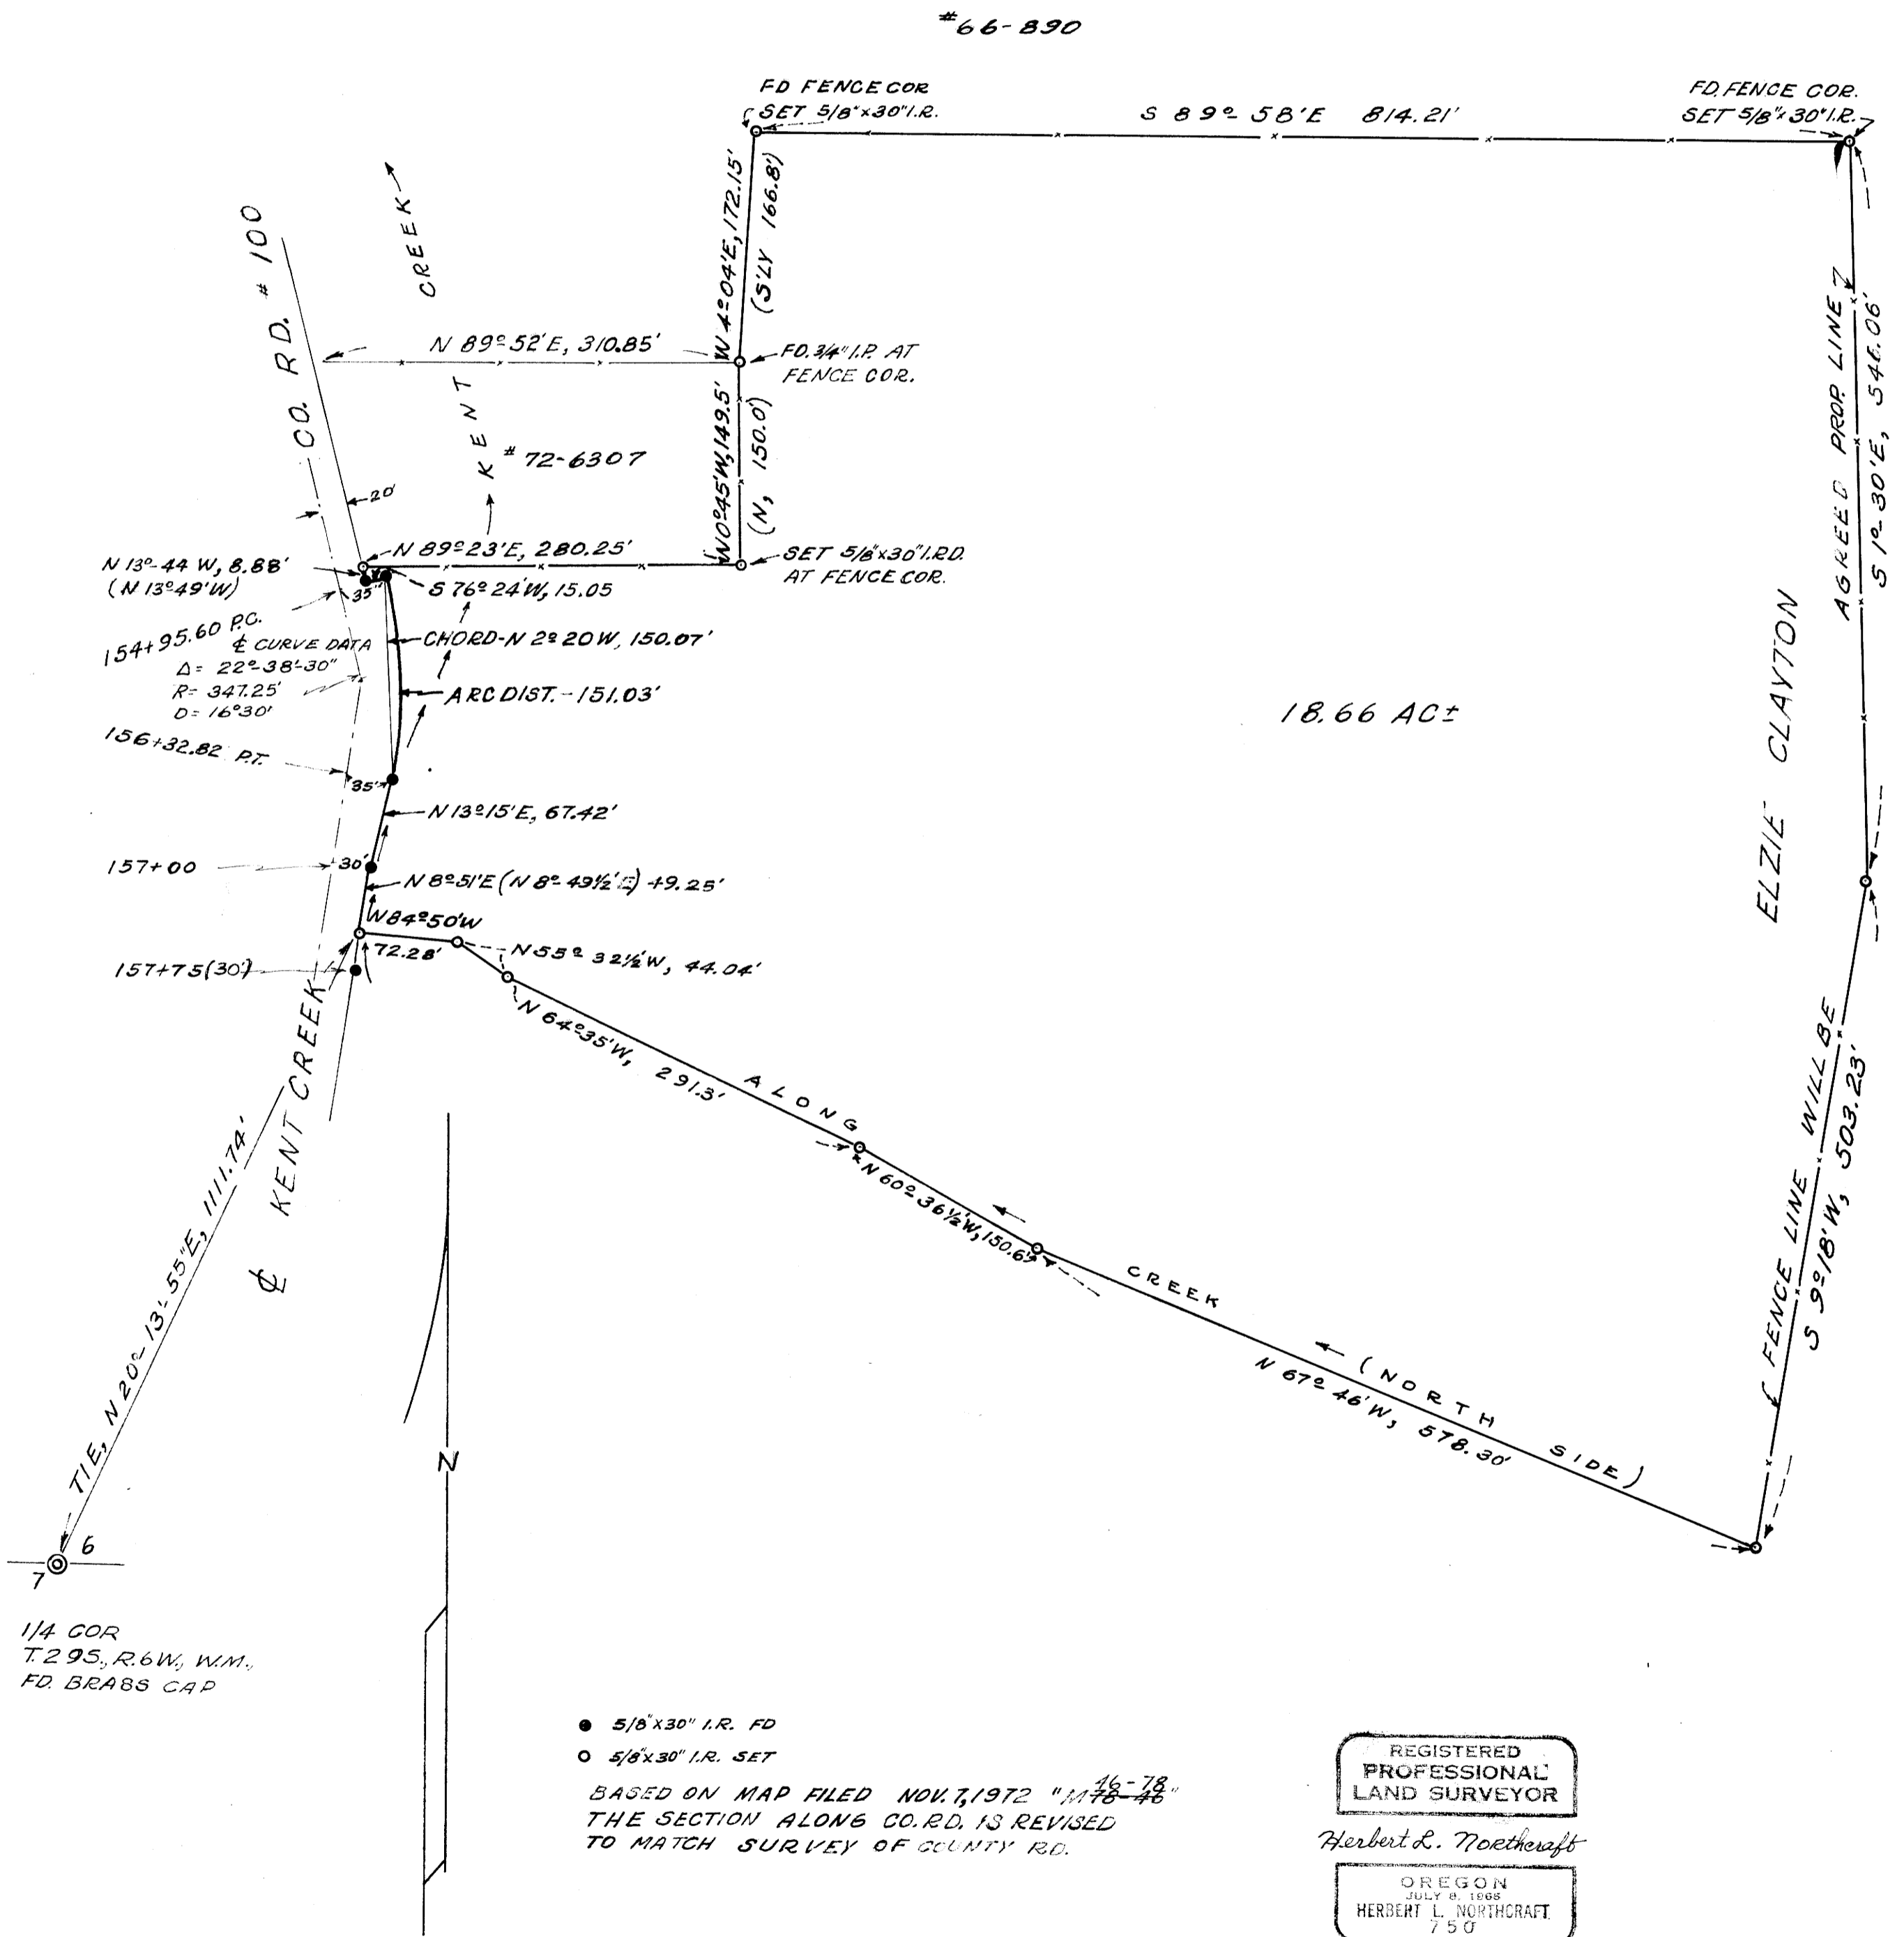 #66-890
FD FENCE COR
SET 5/8"x30" I.R.
S 89°-58'E 814.21'
FD. FENCE COR.
SET 5/8"x30" I.R.
W 4°-04'E, 172.15'
(S'LY 166.8')
CREEK
CO. RD. # 100
N 89°-52'E, 310.85'
FD. 3/4" I.P. AT
FENCE COR.
KENT
# 72-6307
W 0°-45'W, 149.5'
(N, 150.0')
20'
N 89°-23'E, 280.25'
SET 5/8"x30" I.RD.
AT FENCE COR.
N 13°-44 W, 8.88'
(N 13°-49'W)
35'
S 76°-24'W, 15.05
154+95.60 P.C.
℄ CURVE DATA
Δ= 22°-38'-30"
R= 347.25'
D= 16°30'
CHORD-N 2°20W, 150.07'
ARC DIST.-151.03'
156+32.82 P.T.
35'
N 13°15'E, 67.42'
157+00
30'
N 8°-51'E (N 8°-49½'E) 49.25'
W 84°50'W
72.28'
157+75(30')
N 55°32½'W, 44.04'
N 64°-35'W, 291.3'
ALONG
N 60°-36½'W, 150.6'
CREEK
(NORTH SIDE)
N 67°-46'W, 578.30'
18.66 AC±
ELZIE CLAYTON
AGREED PROP. LINE
S 1°-30'E, 546.06'
FENCE LINE WILL BE
S 9°-18'W, 503.23'
℄ KENT CREEK
TIE, N 20°-13'-55"E, 1111.74'
6
7
N
1/4 COR
T.29S., R.6W., W.M.,
FD. BRASS CAP
5/8"x30" I.R. FD
5/8"x30" I.R. SET
BASED ON MAP FILED NOV. 7, 1972 "M 46-78"
THE SECTION ALONG CO. RD. IS REVISED
TO MATCH SURVEY OF COUNTY RD.
REGISTERED
PROFESSIONAL
LAND SURVEYOR
Herbert L. Northcraft
OREGON
JULY 8, 1966
HERBERT L. NORTHCRAFT
750